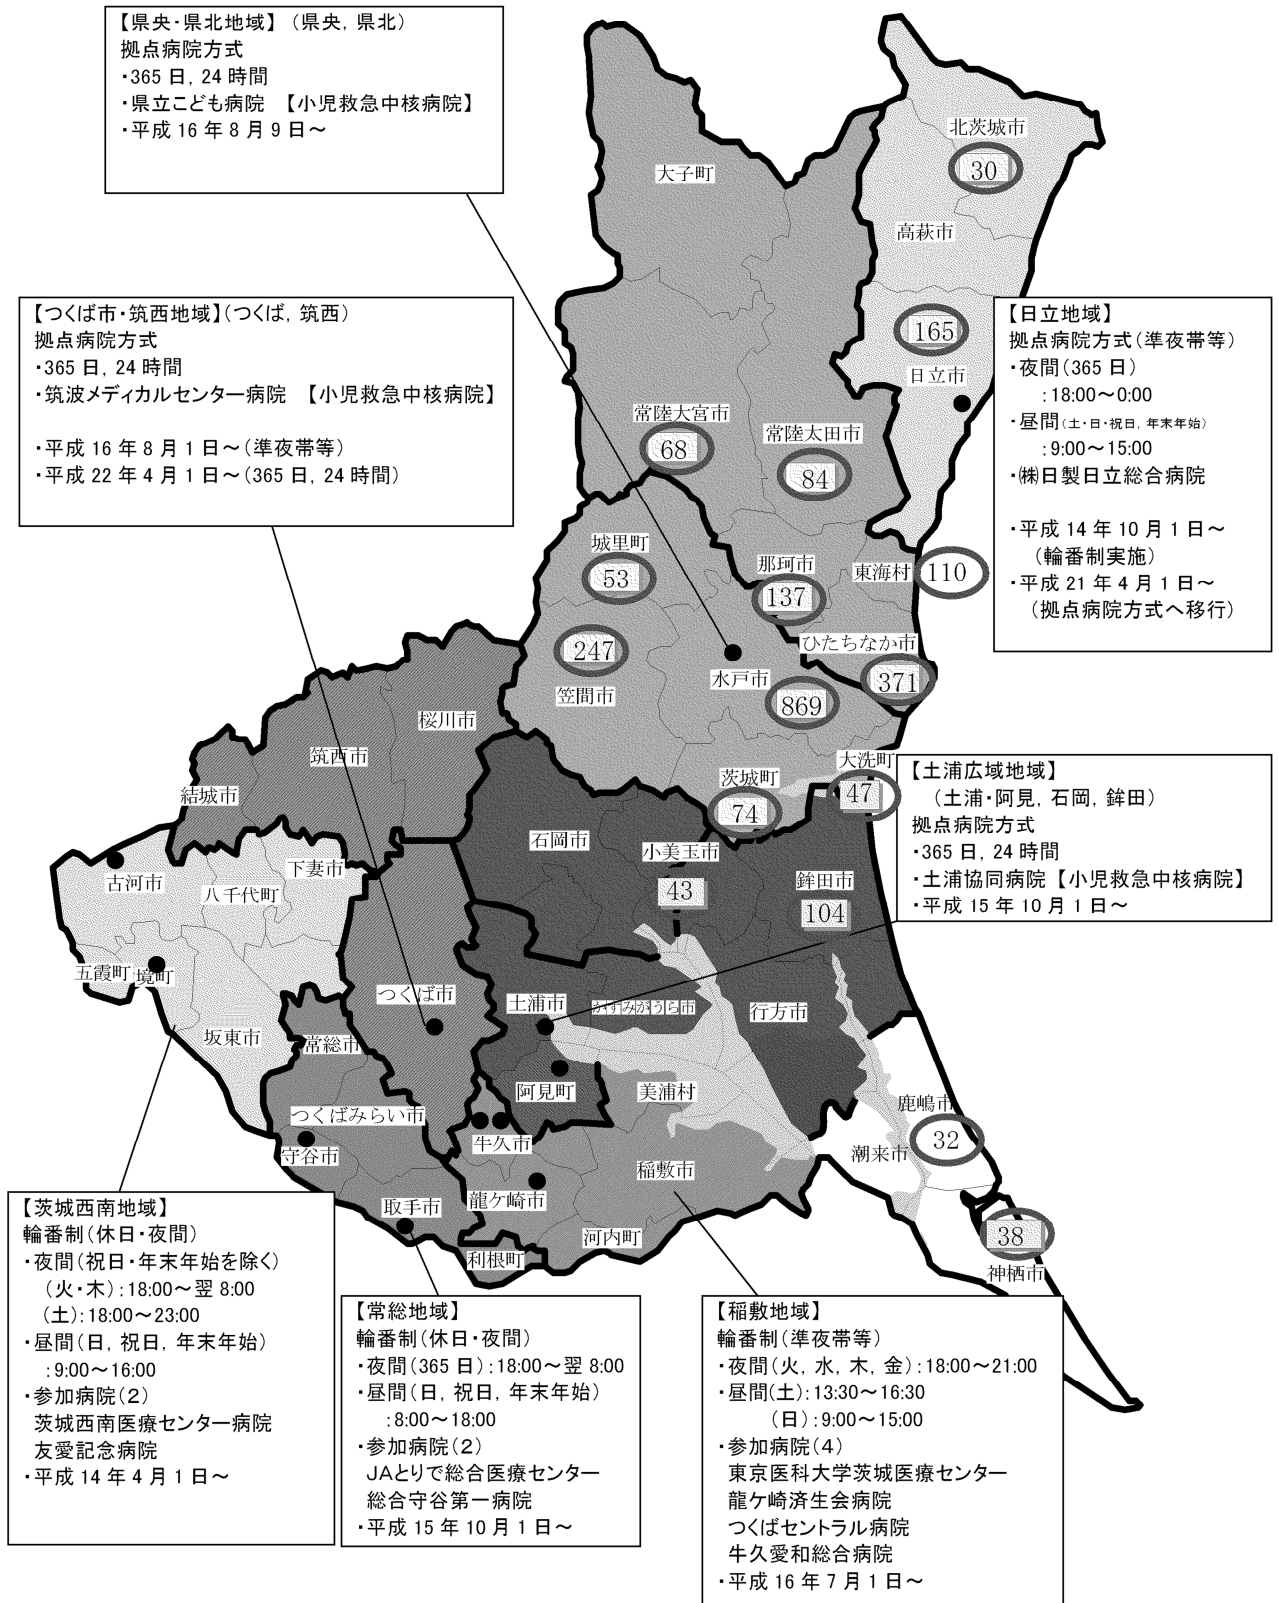 【県央・県北地域】（県央，県北）
拠点病院方式
・365日，24時間
・県立こども病院　【小児救急中核病院】
・平成16年8月9日～
北茨城市
30
大子町
高萩市
【つくば市・筑西地域】（つくば，筑西）
拠点病院方式
・365日，24時間
・筑波メディカルセンター病院　【小児救急中核病院】
・平成16年8月1日～（準夜帯等）
・平成22年4月1日～（365日，24時間）
165
日立市
【日立地域】
拠点病院方式（準夜帯等）
・夜間（365日）
：18:00～0:00
・昼間（土・日・祝日，年末年始）
：9:00～15:00
・㈱日製日立総合病院
・平成14年10月1日～
（輪番制実施）
・平成21年4月1日～
（拠点病院方式へ移行）
常陸大宮市
68
常陸太田市
84
城里町
53
那珂市
137
東海村
110
247
笠間市
水戸市
869
ひたちなか市
371
桜川市
筑西市
結城市
茨城町
74
大洗町
47
【土浦広域地域】
（土浦・阿見，石岡，鉾田）
拠点病院方式
・365日，24時間
・土浦協同病院【小児救急中核病院】
・平成15年10月1日～
石岡市
小美玉市
43
鉾田市
104
古河市
八千代町
下妻市
五霞町
境町
坂東市
つくば市
土浦市
かすみがうら市
行方市
常総市
阿見町
美浦村
鹿嶋市
32
つくばみらい市
守谷市
牛久市
潮来市
稲敷市
龍ケ崎市
取手市
河内町
利根町
38
神栖市
【茨城西南地域】
輪番制（休日・夜間）
・夜間（祝日・年末年始を除く）
（火・木）：18:00～翌8:00
（土）：18:00～23:00
・昼間（日，祝日，年末年始）
：9:00～16:00
・参加病院（2）
茨城西南医療センター病院
友愛記念病院
・平成14年4月1日～
【常総地域】
輪番制（休日・夜間）
・夜間（365日）：18:00～翌8:00
・昼間（日，祝日，年末年始）
：8:00～18:00
・参加病院（2）
JAとりで総合医療センター
総合守谷第一病院
・平成15年10月1日～
【稲敷地域】
輪番制（準夜帯等）
・夜間（火，水，木，金）：18:00～21:00
・昼間（土）：13:30～16:30
（日）：9:00～15:00
・参加病院（4）
東京医科大学茨城医療センター
龍ケ崎済生会病院
つくばセントラル病院
牛久愛和総合病院
・平成16年7月1日～